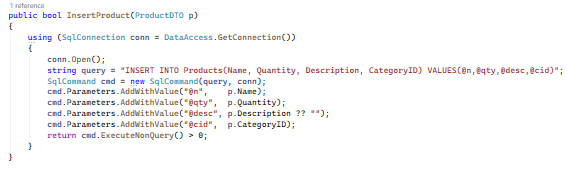 1 reference
public bool InsertProduct(ProductDTO p)
{
    using (SqlConnection conn = DataAccess.GetConnection())
    {
        conn.Open();
        string query = "INSERT INTO Products(Name, Quantity, Description, CategoryID) VALUES(@n,@qty,@desc,@cid)";
        SqlCommand cmd = new SqlCommand(query, conn);
        cmd.Parameters.AddWithValue("@n",    p.Name);
        cmd.Parameters.AddWithValue("@qty",  p.Quantity);
        cmd.Parameters.AddWithValue("@desc", p.Description ?? "");
        cmd.Parameters.AddWithValue("@cid",  p.CategoryID);
        return cmd.ExecuteNonQuery() > 0;
    }
}